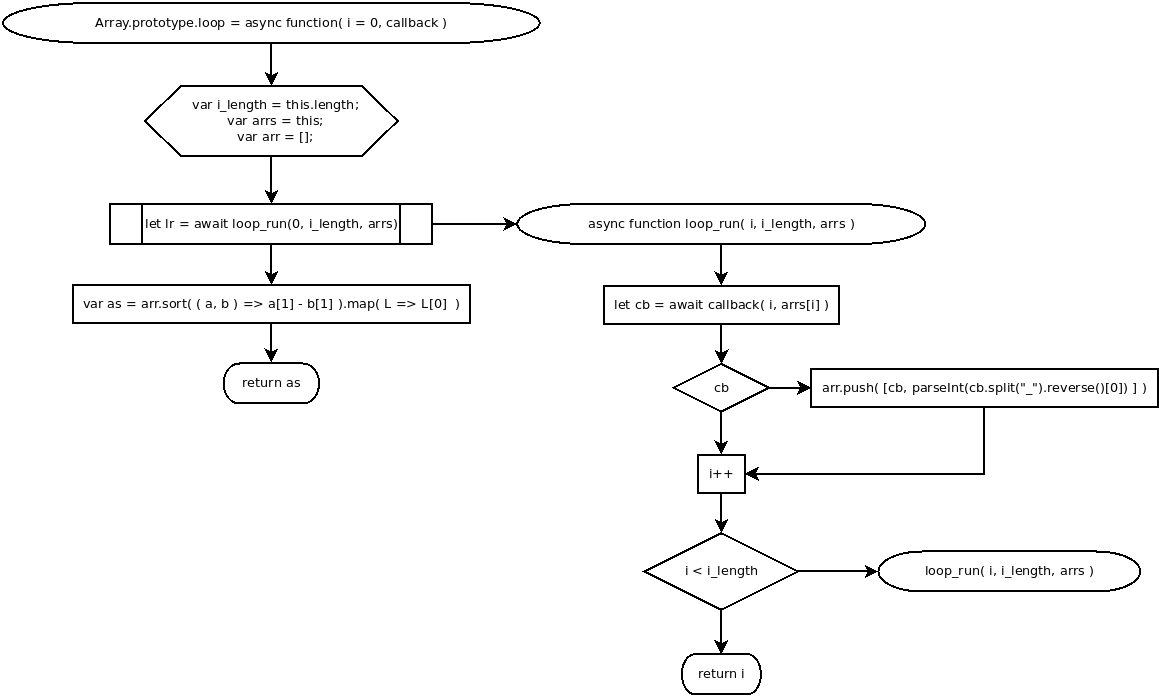 Array.prototype.loop = async function( i = 0, callback )
var i_length = this.length;
var arrs = this;
var arr = [];
let lr = await loop_run(0, i_length, arrs)
var as = arr.sort( ( a, b ) => a[1] - b[1] ).map( L => L[0]  )
return as
async function loop_run( i, i_length, arrs )
let cb = await callback( i, arrs[i] )
cb
arr.push( [cb, parseInt(cb.split("_").reverse()[0]) ] )
i++
i < i_length
loop_run( i, i_length, arrs )
return i